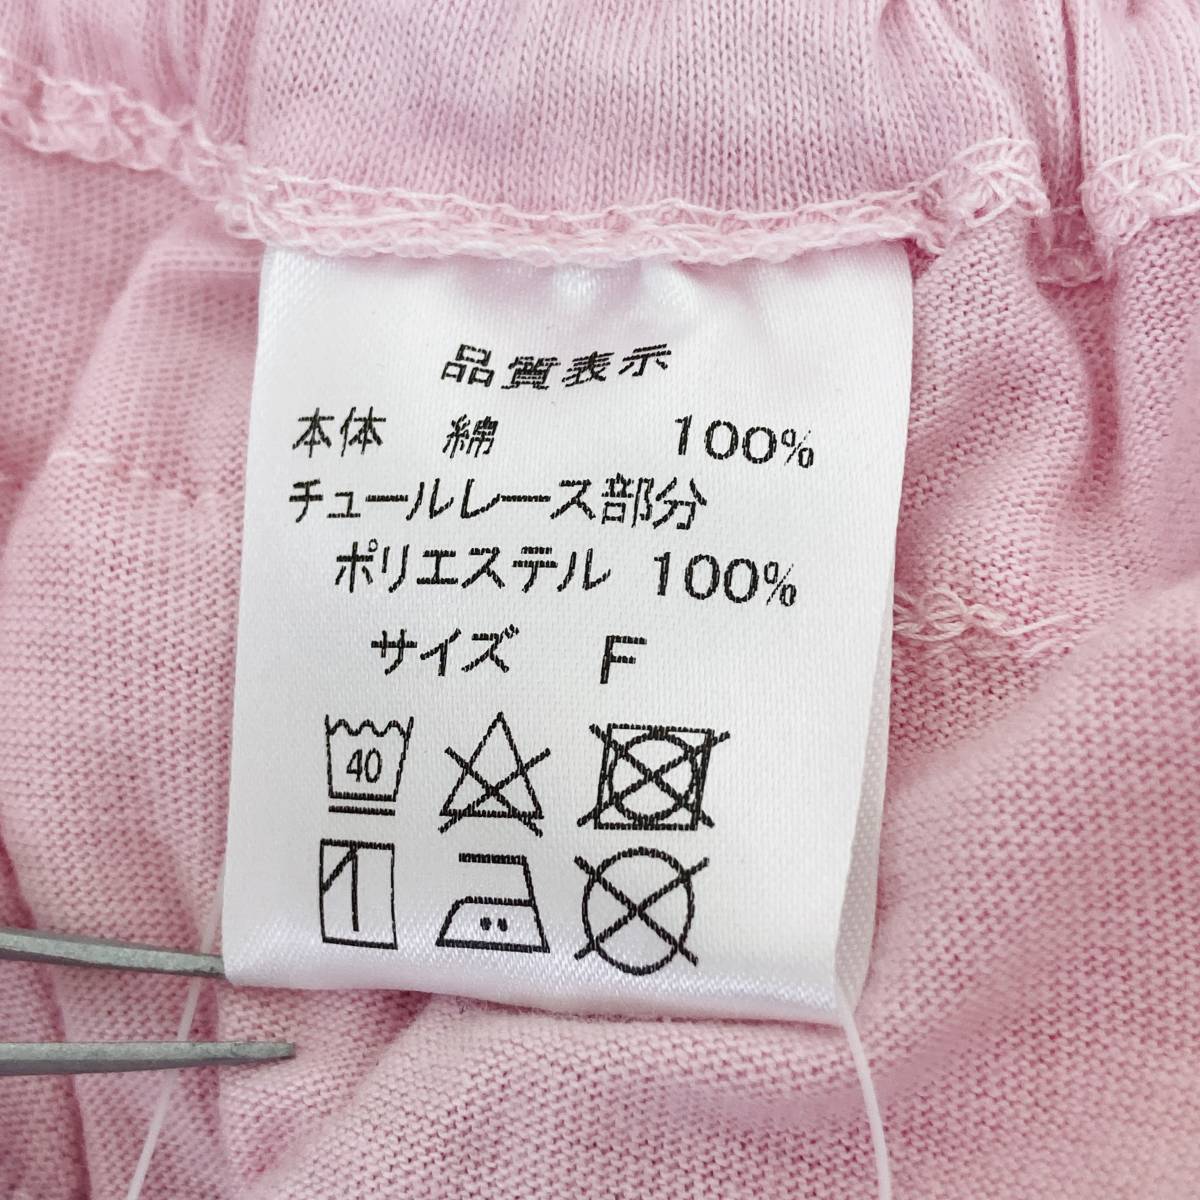 品質表示
本体 綿 100%
チュールレース部分
ポリエステル 100%
サイズ F
40